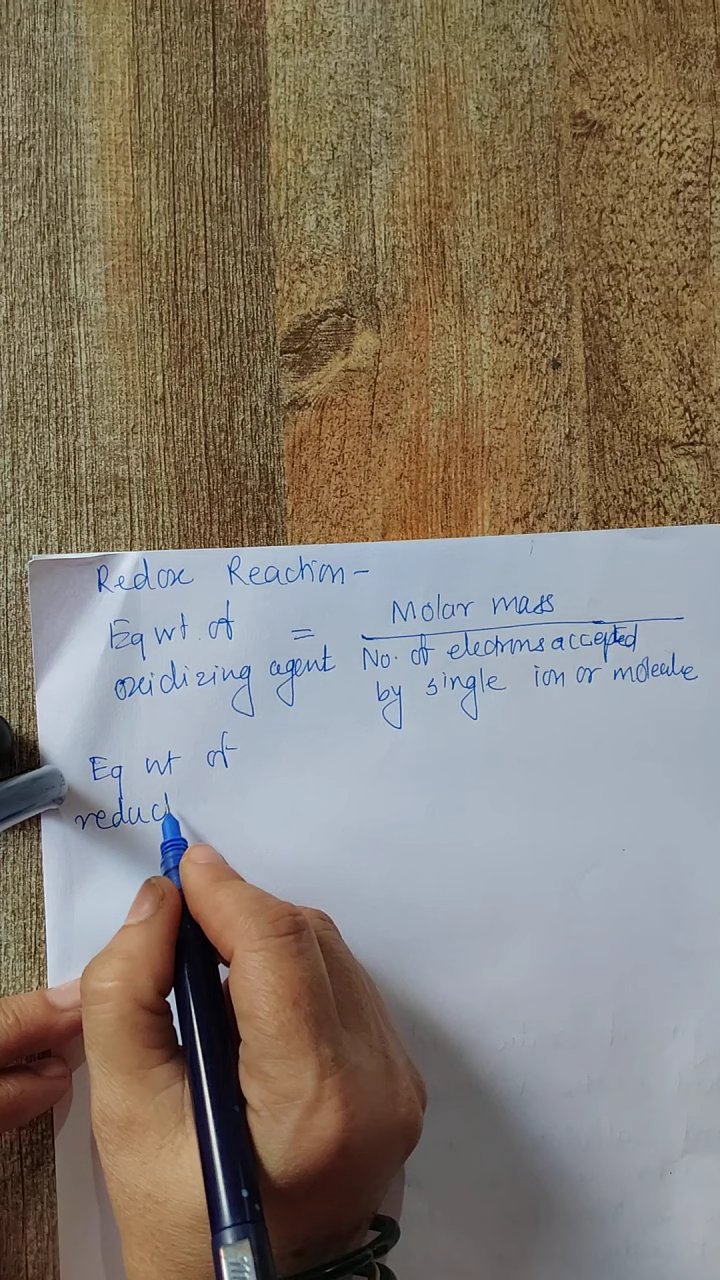 Redox Reaction-
Eq wt. of = Molar mass
oxidizing agent No. of electrons accepted
by single ion or molecule
Eq wt of
reduct